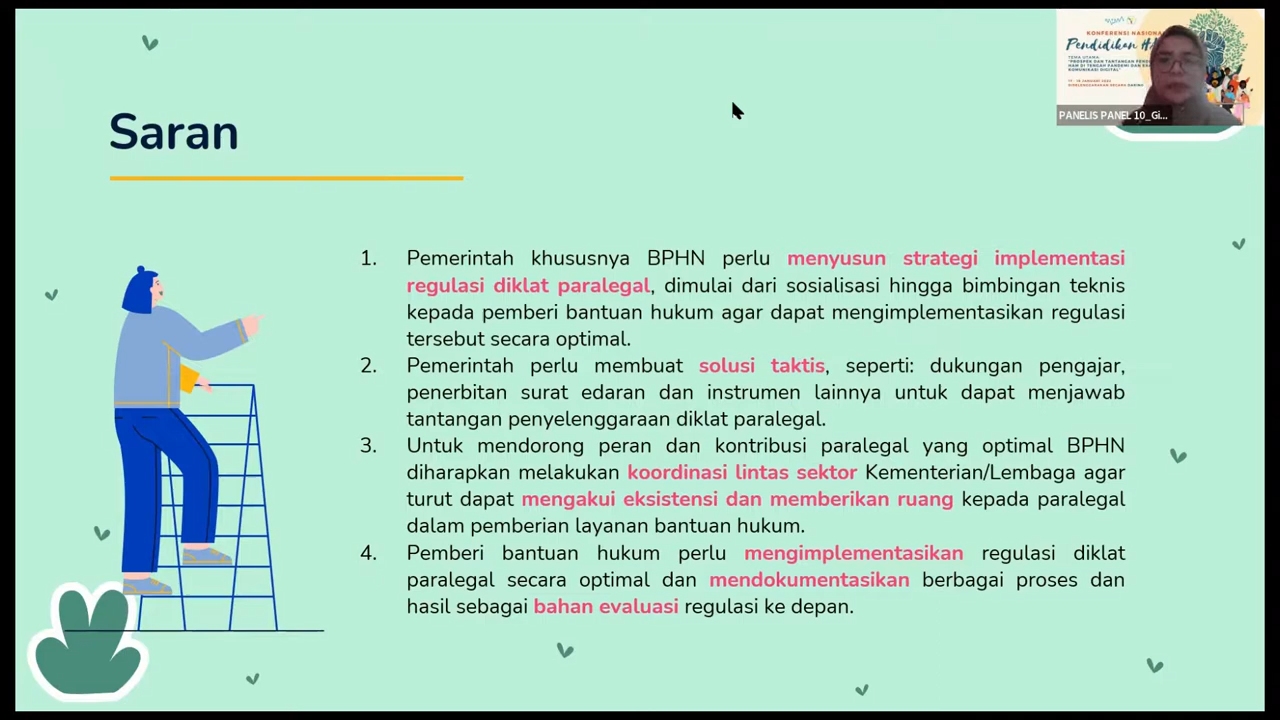 KONFERENSI NASIONAL
Pendidikan HA
TEMA UTAMA:
PANELIS PANEL 10_Gi...
Saran
1. Pemerintah khususnya BPHN perlu menyusun strategi implementasi
regulasi diklat paralegal, dimulai dari sosialisasi hingga bimbingan teknis
kepada pemberi bantuan hukum agar dapat mengimplementasikan regulasi
tersebut secara optimal.
2. Pemerintah perlu membuat solusi taktis, seperti: dukungan pengajar,
penerbitan surat edaran dan instrumen lainnya untuk dapat menjawab
tantangan penyelenggaraan diklat paralegal.
3. Untuk mendorong peran dan kontribusi paralegal yang optimal BPHN
diharapkan melakukan koordinasi lintas sektor Kementerian/Lembaga agar
turut dapat mengakui eksistensi dan memberikan ruang kepada paralegal
dalam pemberian layanan bantuan hukum.
4. Pemberi bantuan hukum perlu mengimplementasikan regulasi diklat
paralegal secara optimal dan mendokumentasikan berbagai proses dan
hasil sebagai bahan evaluasi regulasi ke depan.